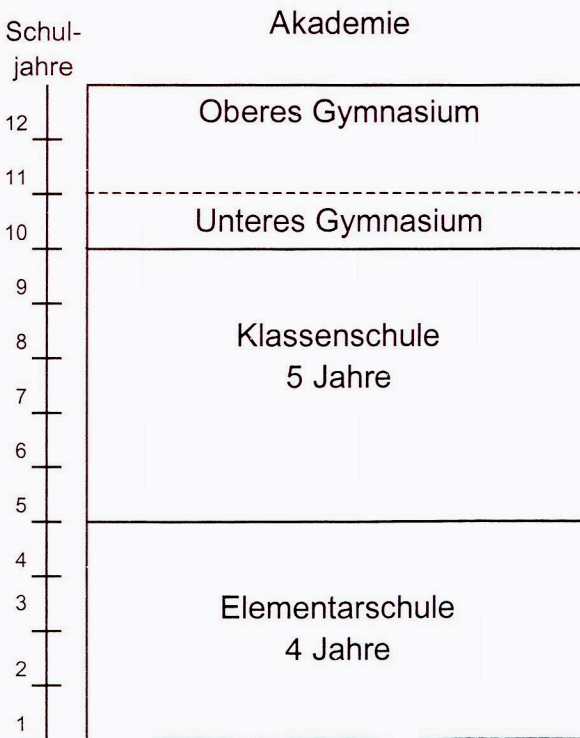 Schul-
jahre
Akademie
12
Oberes Gymnasium
11
Unteres Gymnasium
10
9
Klassenschule
8
5 Jahre
7
6
5
4
Elementarschule
3
4 Jahre
2
1